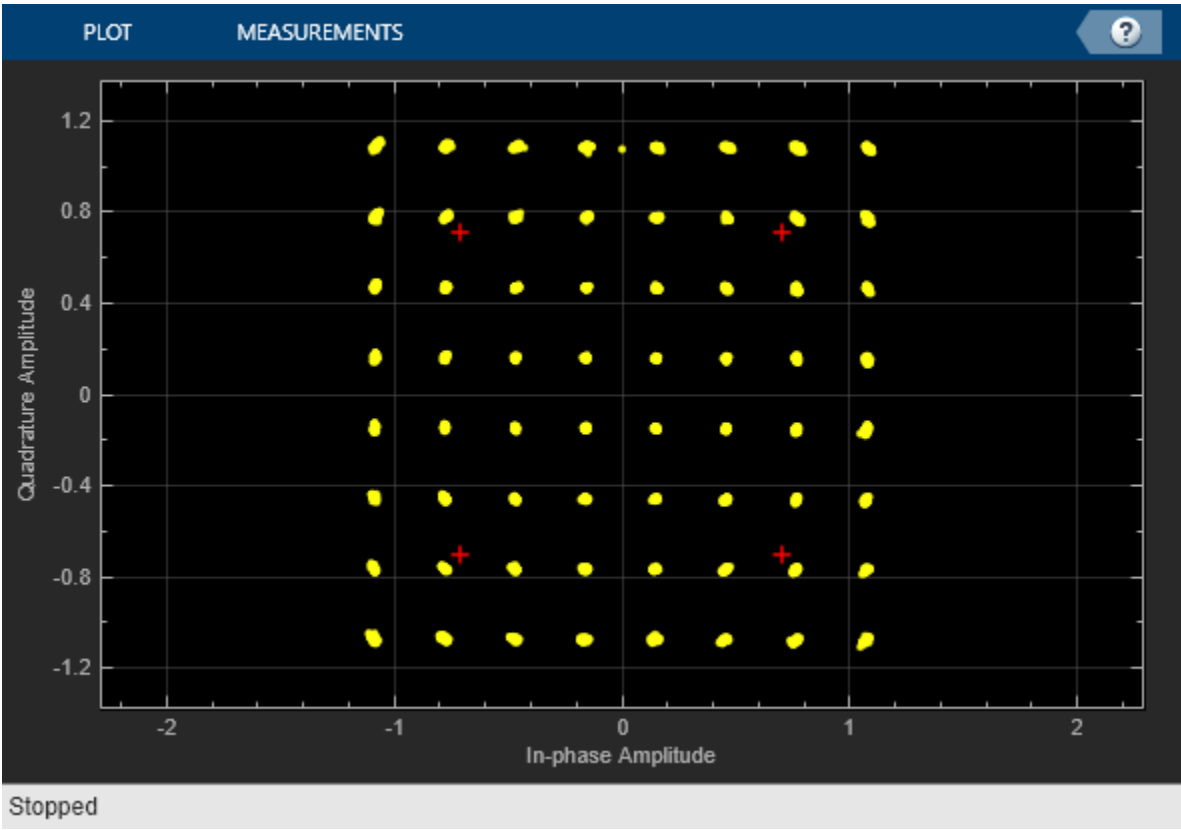 PLOT MEASUREMENTS ?
1.2
0.8
0.4
0
-0.4
-0.8
-1.2
Quadrature Amplitude
-2 -1 0 1 2
In-phase Amplitude
Stopped